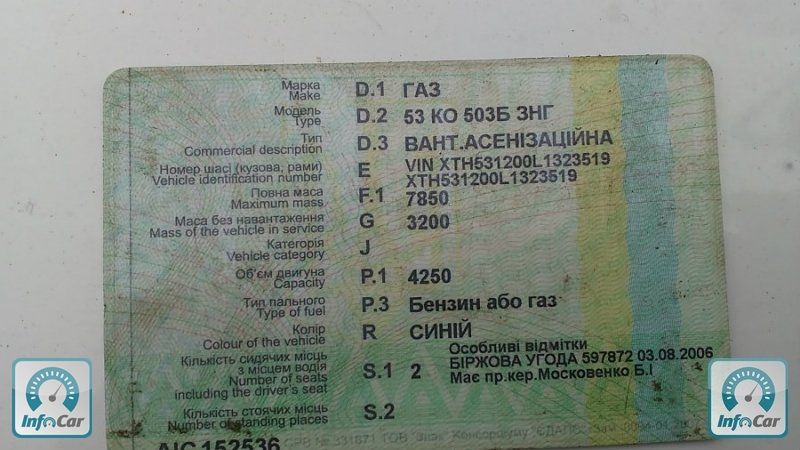 Марка D.1 ГАЗ
Make
Модель D.2 53 КО 503Б ЗНГ
Type
Тип D.3 ВАНТ.АСЕНІЗАЦІЙНА
Commercial description
Номер шасі (кузова, рами) E VIN XTH531200L1323519
Vehicle identification number XTH531200L1323519
Повна маса F.1 7850
Maximum mass
Маса без навантаження G 3200
Mass of the vehicle in service
Категорія J
Vehicle category
Об'єм двигуна P.1 4250
Capacity
Тип пального P.3 Бензин або газ
Type of fuel
Колір R СИНІЙ
Colour of the vehicle
Кількість сидячих місць S.1 2 Особливі відмітки
з місцем водія БІРЖОВА УГОДА 597872 03.08.2006
Number of seats Має пр.кер.Московенко Б.І
including the driver's seat
Кількість стоячих місць S.2
Number of standing places
АІС 152536
InfoCar
InfoCar
InfoCar
InfoCar